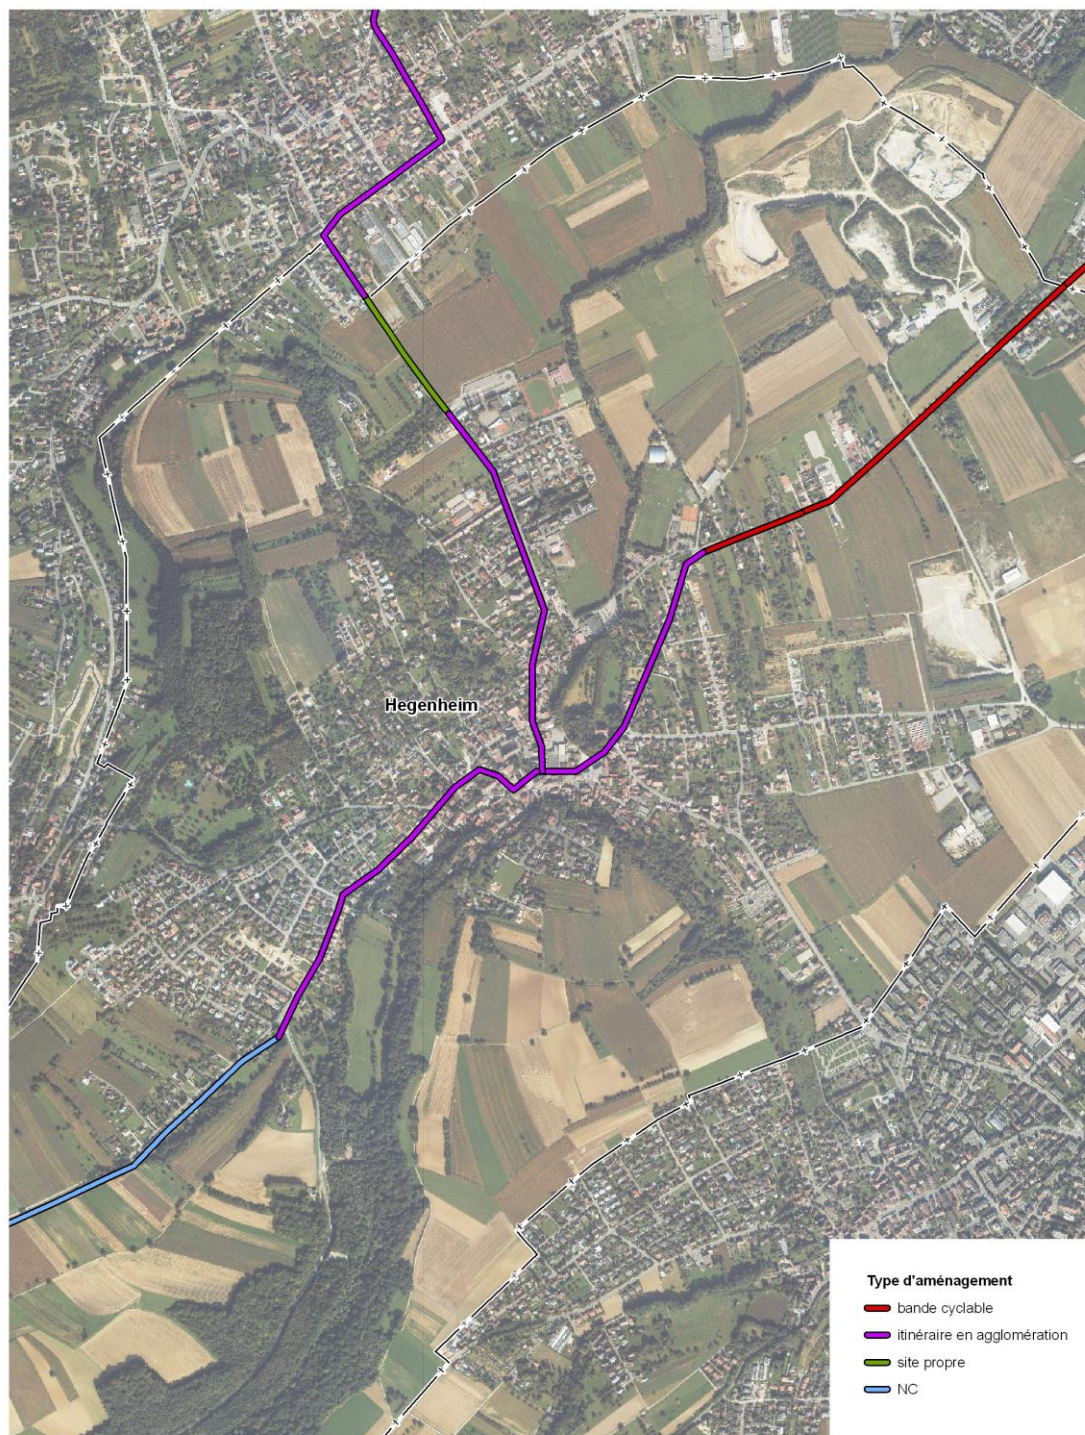 Hegenheim
Type d'aménagement
bande cyclable
itinéraire en agglomération
site propre
NC